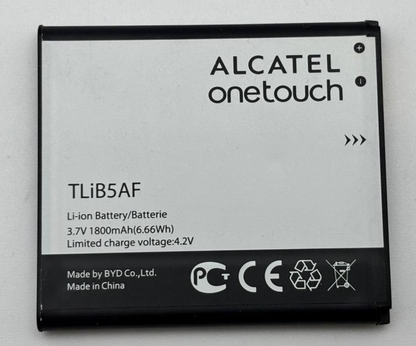 ALCATEL
onetouch
TLiB5AF
Li-ion Battery/Batterie
3.7V 1800mAh(6.66Wh)
Limited charge voltage:4.2V
Made by BYD Co.,Ltd.
Made in China